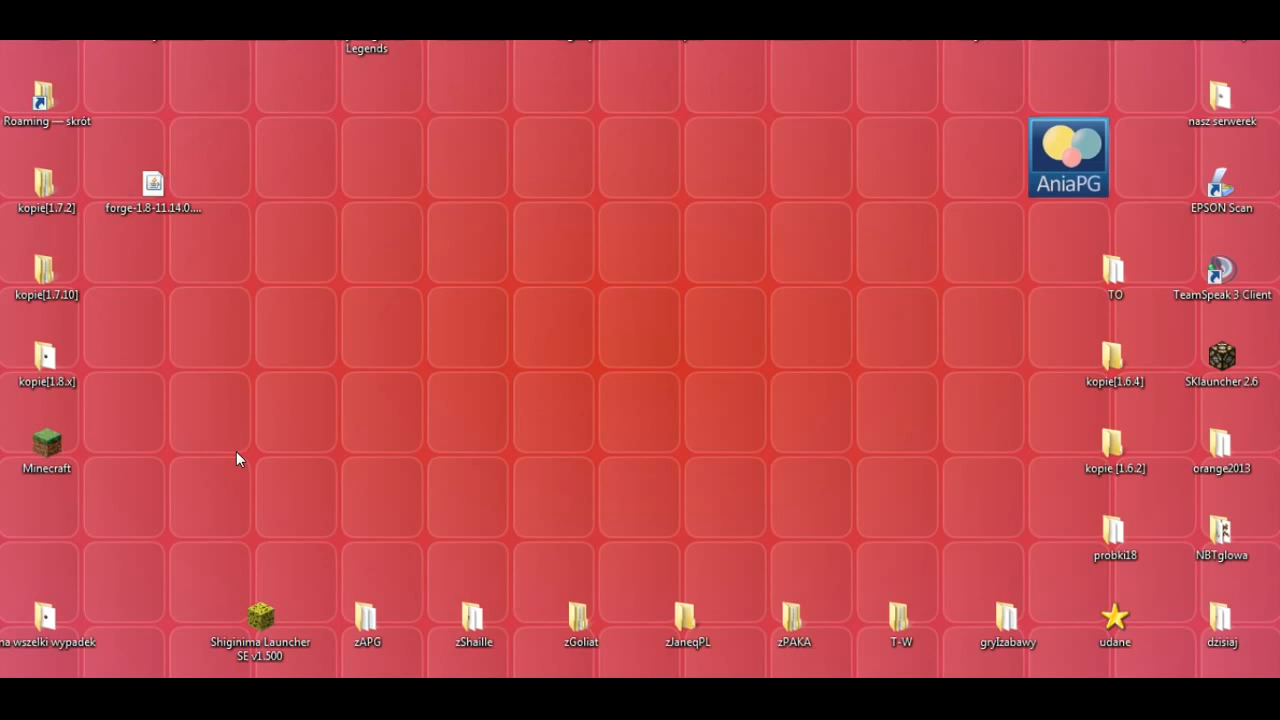 Legends
Roaming — skrót
nasz serwerek
AniaPG
kopie[1.7.2]
forge-1.8-11.14.0....
EPSON Scan
kopie[1.7.10]
TO
TeamSpeak 3 Client
kopie[1.8.x]
kopie[1.6.4]
SKlauncher 2.6
Minecraft
kopie [1.6.2]
orange2013
próbki18
NBTglowa
na wszelki wypadek
Shiginima Launcher
SE v1.500
zAPG
zShaille
zGoliat
zJaneqPL
zPAKA
T-W
gryIzabawy
udane
dzisiaj